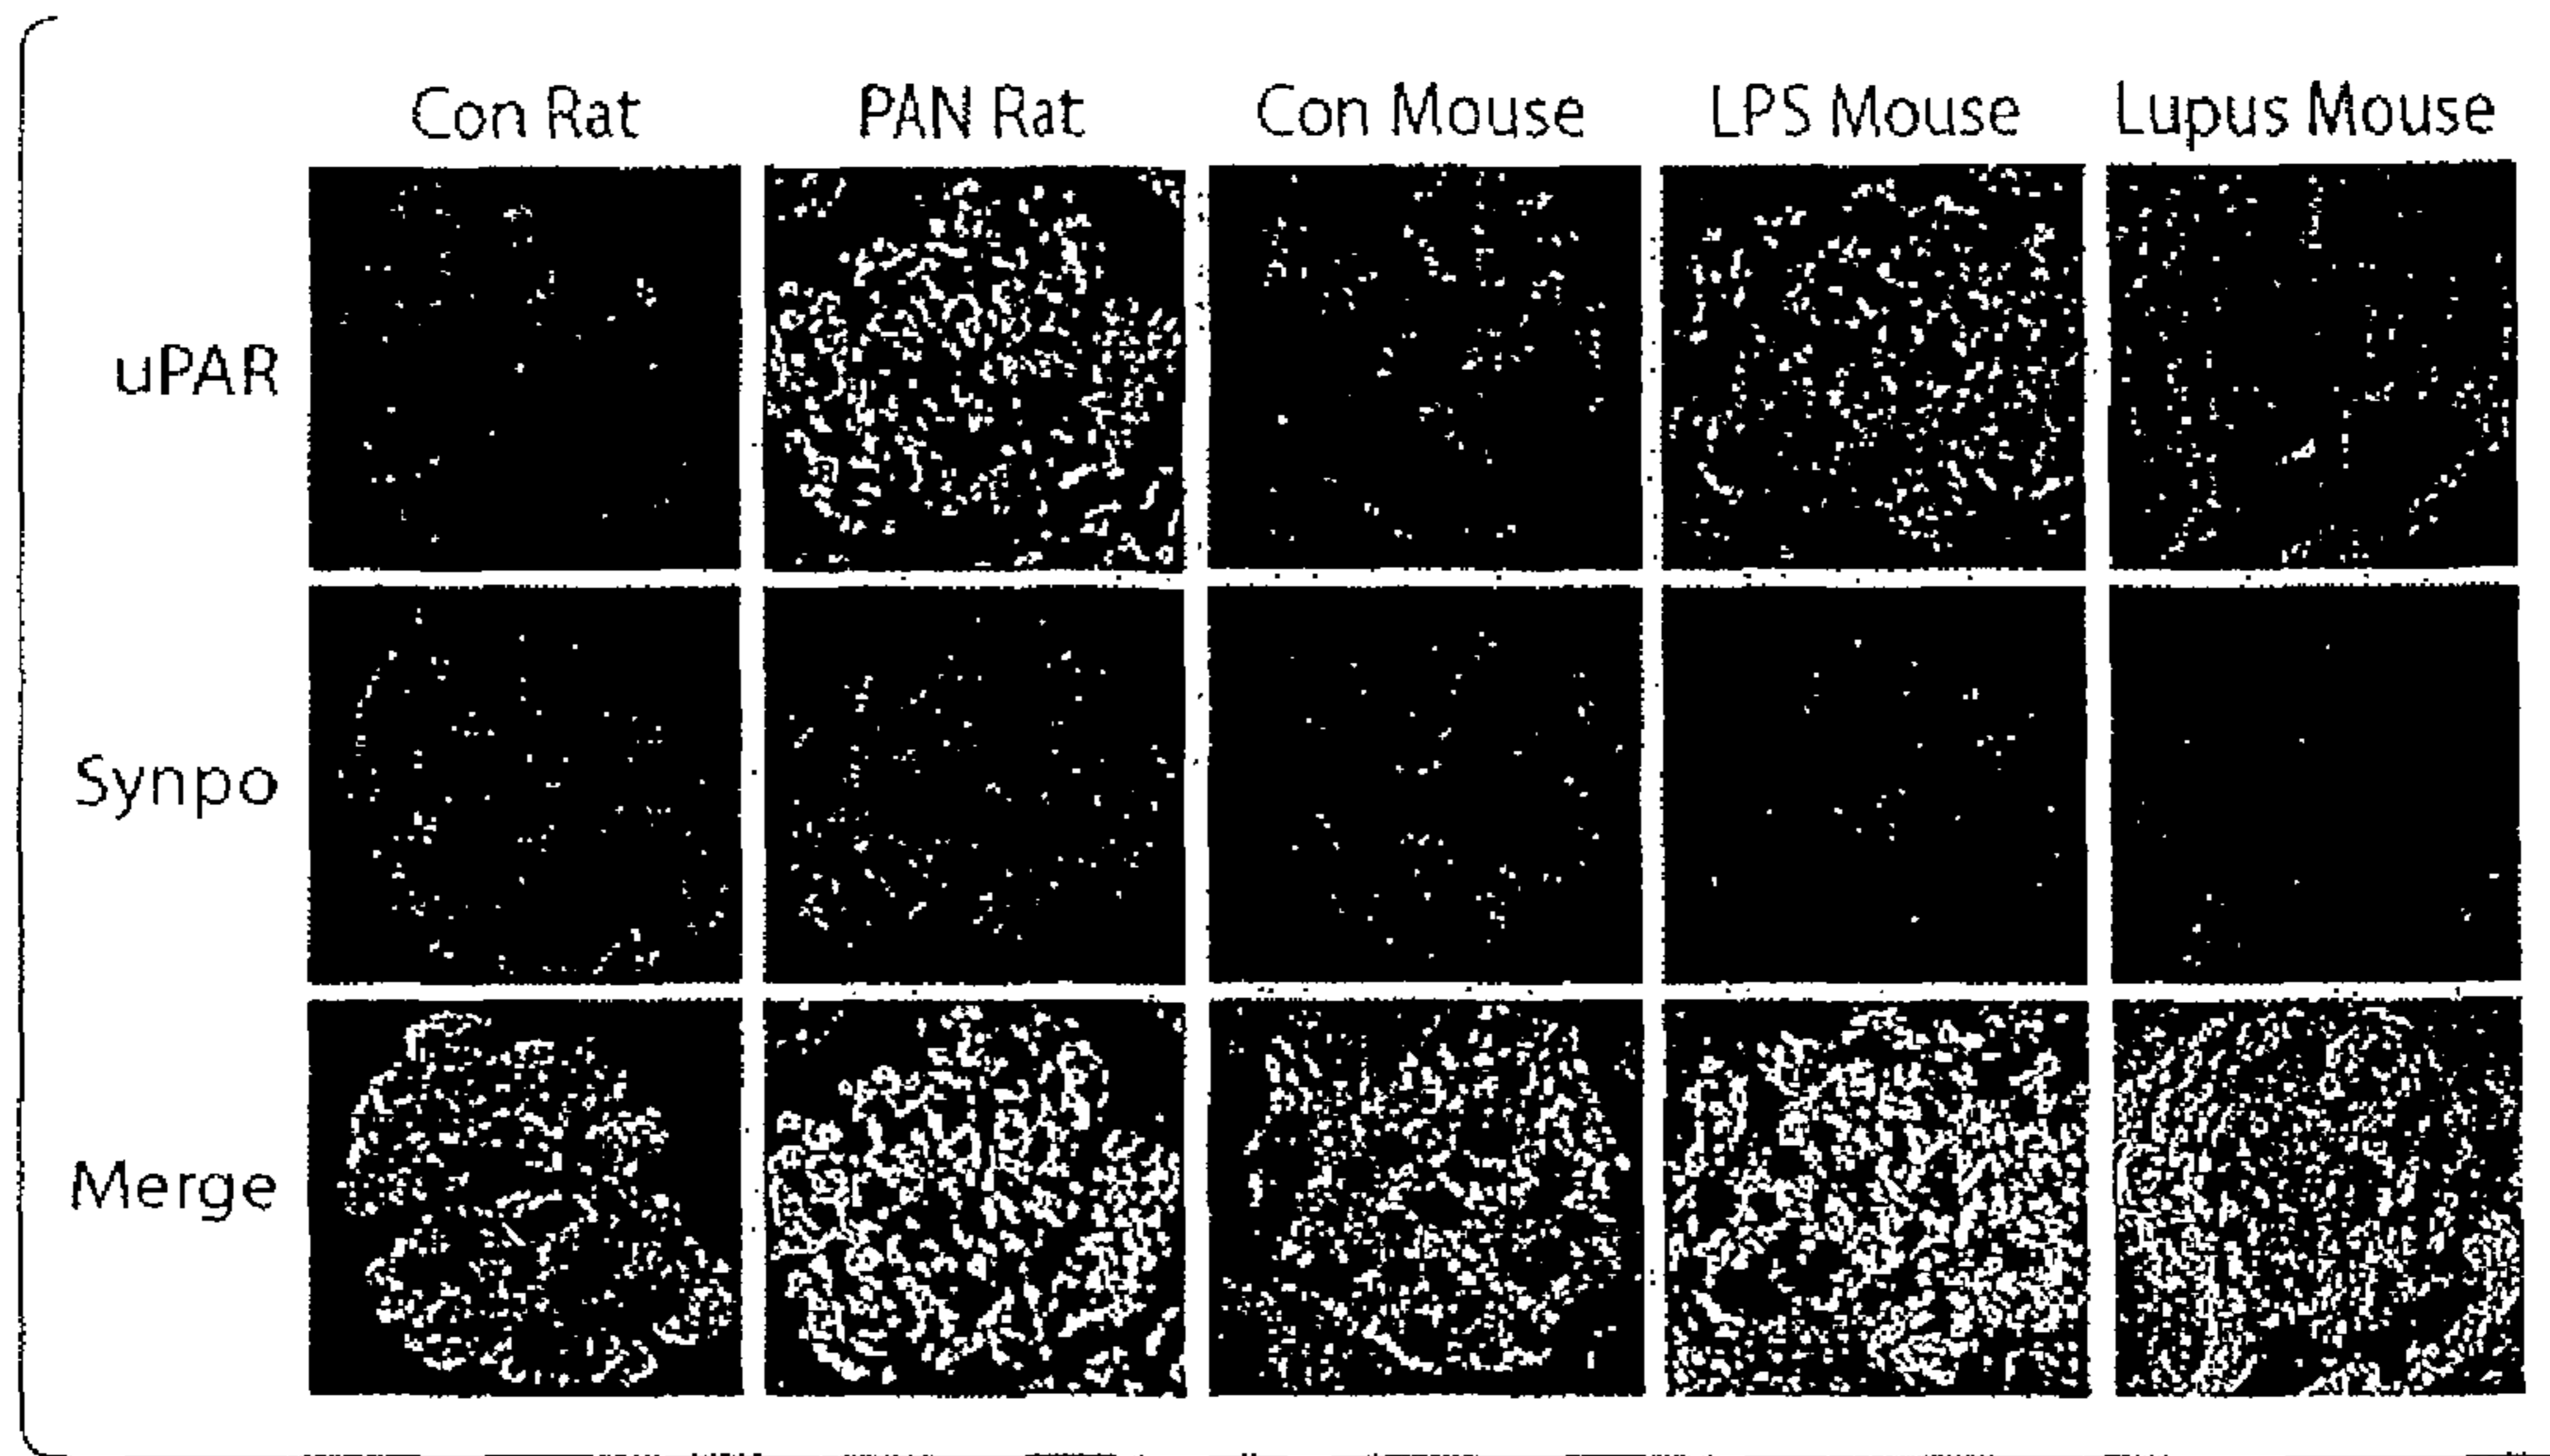 Con Rat PAN Rat Con Mouse LPS Mouse Lupus Mouse
uPAR
Synpo
Merge